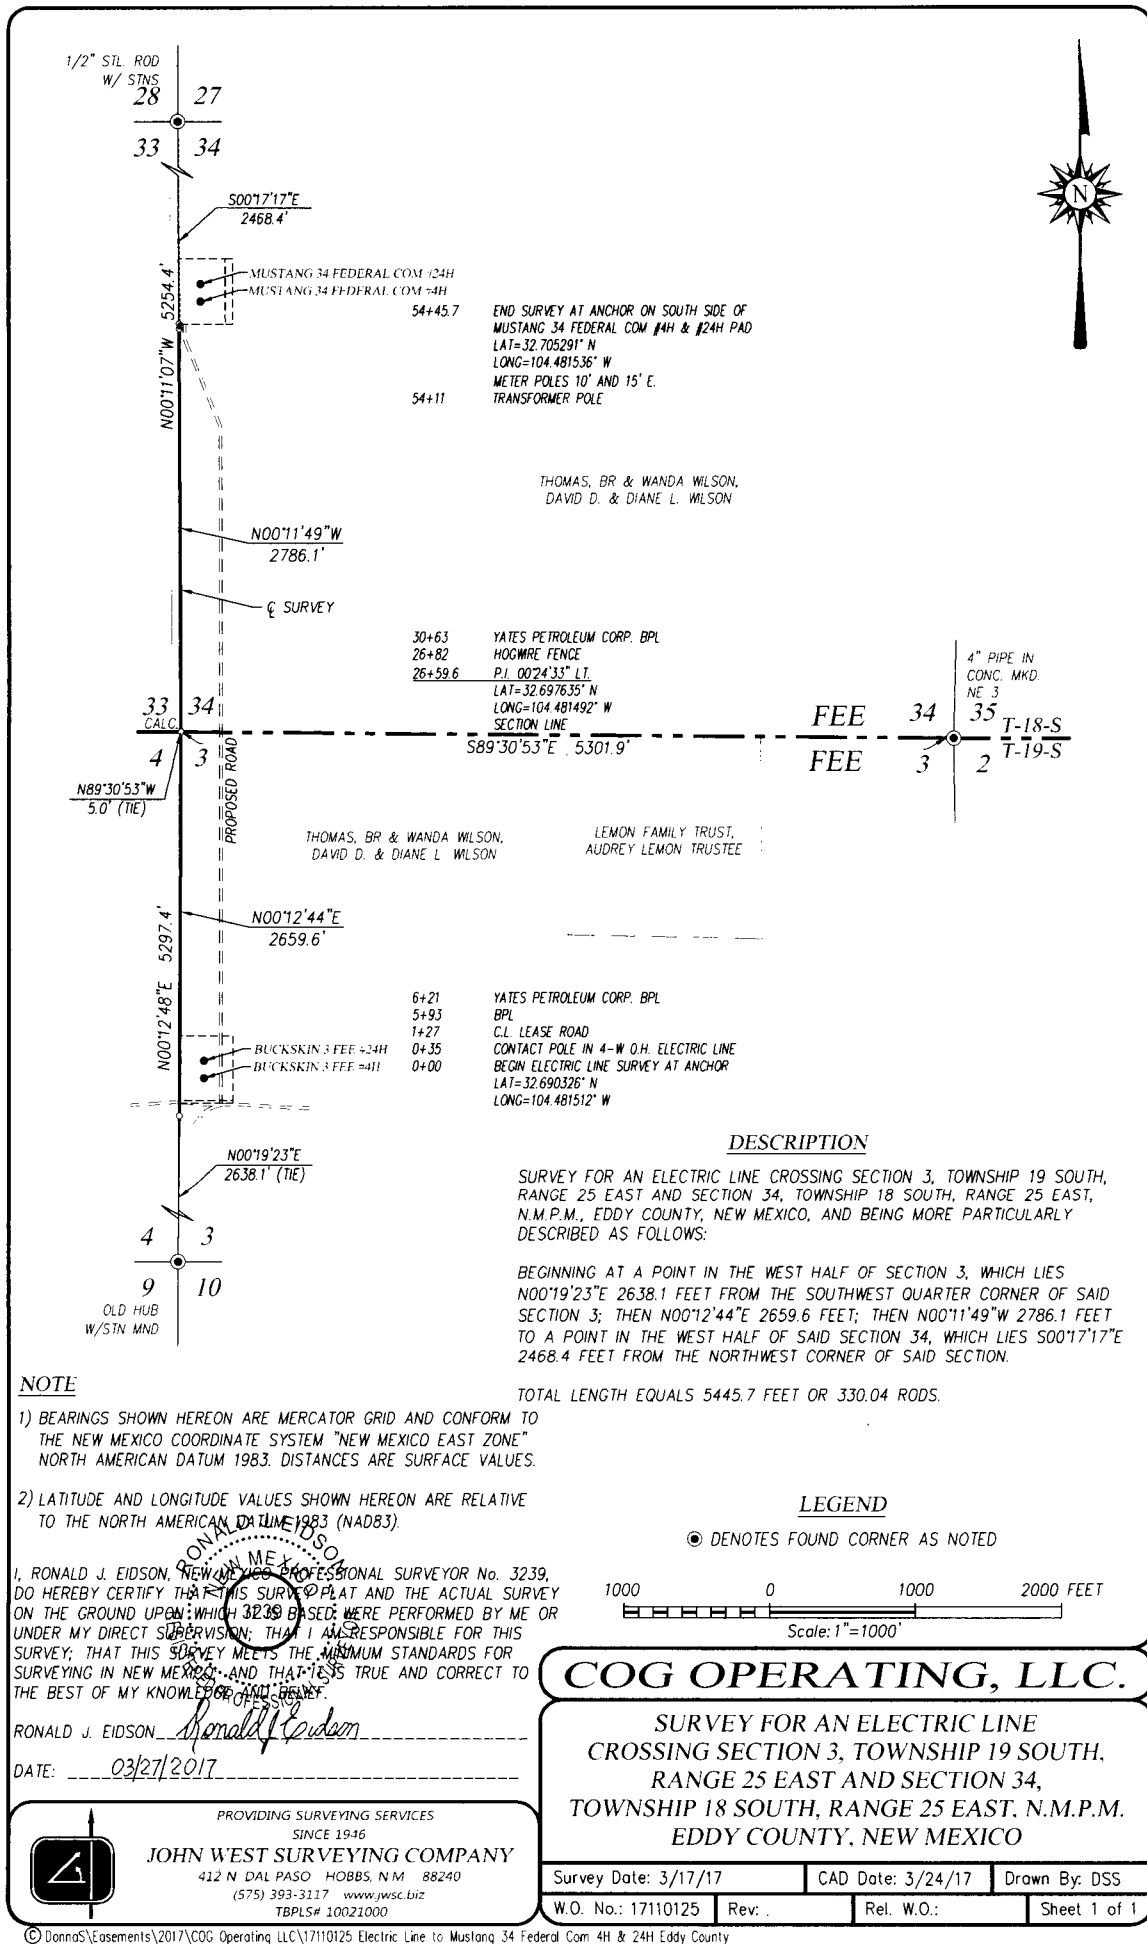 1/2" STL. ROD
W/ STNS
28 27
33 34
S00°17'17"E
2468.4'
N
MUSTANG 34 FEDERAL COM #24H
MUSTANG 34 FEDERAL COM #4H
N00°11'07"W 5254.4'
54+45.7 END SURVEY AT ANCHOR ON SOUTH SIDE OF
MUSTANG 34 FEDERAL COM #4H & #24H PAD
LAT=32.705291° N
LONG=104.481536° W
METER POLES 10' AND 15' E.
54+11 TRANSFORMER POLE
THOMAS, BR & WANDA WILSON,
DAVID D. & DIANE L. WILSON
N00°11'49"W
2786.1'
℄ SURVEY
30+63 YATES PETROLEUM CORP. BPL
26+82 HOGWIRE FENCE
26+59.6 P.I. 00°24'33" LT.
LAT=32.697635° N
LONG=104.481492° W
SECTION LINE
4" PIPE IN
CONC. MKD.
NE 3
33 34
CALC.
4 3
FEE 34 35 T-18-S
FEE 3 2 T-19-S
S89°30'53"E 5301.9'
N89°30'53"W
5.0' (TIE)
PROPOSED ROAD
THOMAS, BR & WANDA WILSON,
DAVID D. & DIANE L WILSON
LEMON FAMILY TRUST,
AUDREY LEMON TRUSTEE
N00°12'44"E
2659.6'
N00°12'48"E 5297.4'
6+21 YATES PETROLEUM CORP. BPL
5+93 BPL
1+27 C.L. LEASE ROAD
0+35 CONTACT POLE IN 4-W O.H. ELECTRIC LINE
0+00 BEGIN ELECTRIC LINE SURVEY AT ANCHOR
LAT=32.690326° N
LONG=104.481512° W
BUCKSKIN 3 FEE #24H
BUCKSKIN 3 FEE #4H
N00°19'23"E
2638.1' (TIE)
4 3
9 10
OLD HUB
W/STN MND
DESCRIPTION
SURVEY FOR AN ELECTRIC LINE CROSSING SECTION 3, TOWNSHIP 19 SOUTH,
RANGE 25 EAST AND SECTION 34, TOWNSHIP 18 SOUTH, RANGE 25 EAST,
N.M.P.M., EDDY COUNTY, NEW MEXICO, AND BEING MORE PARTICULARLY
DESCRIBED AS FOLLOWS:
BEGINNING AT A POINT IN THE WEST HALF OF SECTION 3, WHICH LIES
N00°19'23"E 2638.1 FEET FROM THE SOUTHWEST QUARTER CORNER OF SAID
SECTION 3; THEN N00°12'44"E 2659.6 FEET; THEN N00°11'49"W 2786.1 FEET
TO A POINT IN THE WEST HALF OF SAID SECTION 34, WHICH LIES S00°17'17"E
2468.4 FEET FROM THE NORTHWEST CORNER OF SAID SECTION.
TOTAL LENGTH EQUALS 5445.7 FEET OR 330.04 RODS.
NOTE
1) BEARINGS SHOWN HEREON ARE MERCATOR GRID AND CONFORM TO
THE NEW MEXICO COORDINATE SYSTEM "NEW MEXICO EAST ZONE"
NORTH AMERICAN DATUM 1983. DISTANCES ARE SURFACE VALUES.
2) LATITUDE AND LONGITUDE VALUES SHOWN HEREON ARE RELATIVE
TO THE NORTH AMERICAN DATUM 1983 (NAD83).
I, RONALD J. EIDSON, NEW MEXICO PROFESSIONAL SURVEYOR No. 3239,
DO HEREBY CERTIFY THAT THIS SURVEY PLAT AND THE ACTUAL SURVEY
ON THE GROUND UPON WHICH IT IS BASED WERE PERFORMED BY ME OR
UNDER MY DIRECT SUPERVISION; THAT I AM RESPONSIBLE FOR THIS
SURVEY; THAT THIS SURVEY MEETS THE MINIMUM STANDARDS FOR
SURVEYING IN NEW MEXICO, AND THAT IT IS TRUE AND CORRECT TO
THE BEST OF MY KNOWLEDGE AND BELIEF.
RONALD J. EIDSON
NEW MEXICO
3239
PROFESSIONAL SURVEYOR
RONALD J. EIDSON Ronald J Eidson
DATE: 03/27/2017
LEGEND
DENOTES FOUND CORNER AS NOTED
1000 0 1000 2000 FEET
Scale: 1"=1000'
COG OPERATING, LLC.
SURVEY FOR AN ELECTRIC LINE
CROSSING SECTION 3, TOWNSHIP 19 SOUTH,
RANGE 25 EAST AND SECTION 34,
TOWNSHIP 18 SOUTH, RANGE 25 EAST, N.M.P.M.
EDDY COUNTY, NEW MEXICO
Survey Date: 3/17/17 CAD Date: 3/24/17 Drawn By: DSS
W.O. No.: 17110125 Rev: . Rel. W.O.: Sheet 1 of 1
PROVIDING SURVEYING SERVICES
SINCE 1946
JOHN WEST SURVEYING COMPANY
412 N DAL PASO HOBBS, N M 88240
(575) 393-3117 www.jwsc.biz
TBPLS# 10021000
© DonnaS\Easements\2017\COG Operating LLC\17110125 Electric Line to Mustang 34 Federal Com 4H & 24H Eddy County